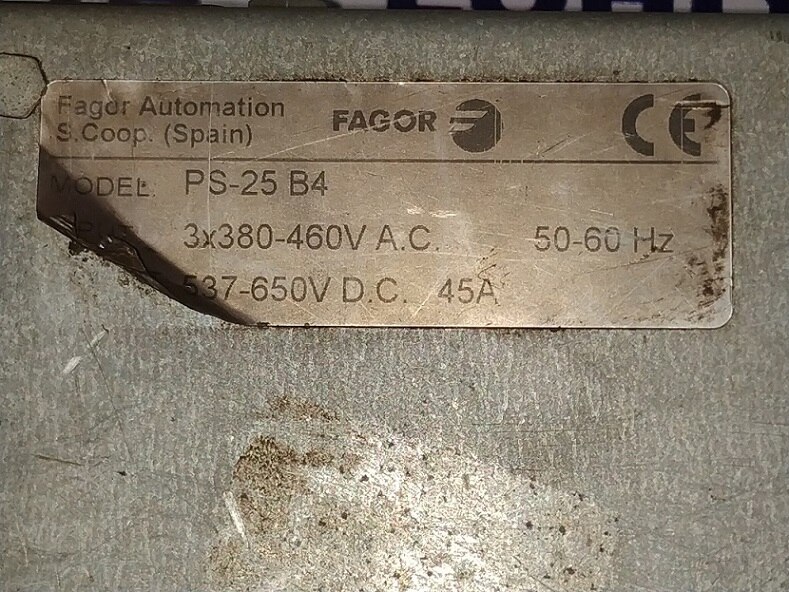 Fagor Automation
S.Coop. (Spain)
FAGOR
CE
MODEL: PS-25 B4
3x380-460V A.C. 50-60 Hz
537-650V D.C. 45A